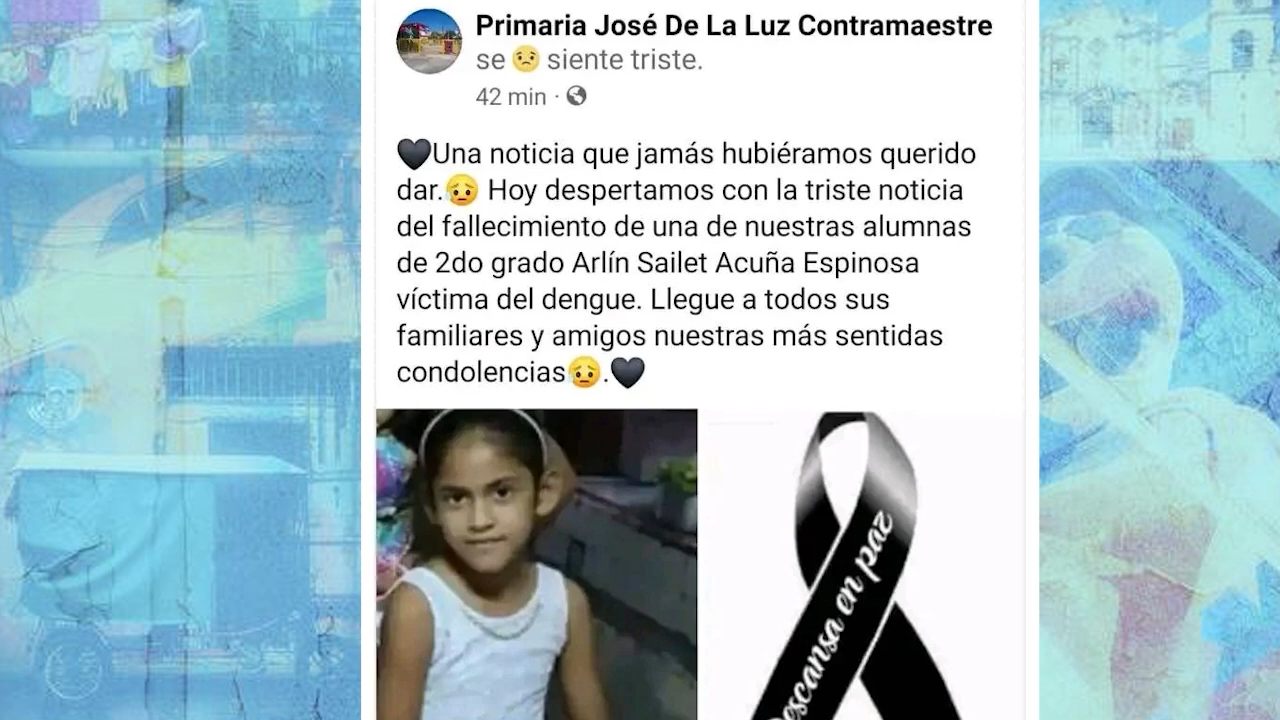 Primaria José De La Luz Contramaestre
se 😟 siente triste.
42 min ·
🖤Una noticia que jamás hubiéramos querido
dar.😥 Hoy despertamos con la triste noticia
del fallecimiento de una de nuestras alumnas
de 2do grado Arlín Sailet Acuña Espinosa
víctima del dengue. Llegue a todos sus
familiares y amigos nuestras más sentidas
condolencias😥.🖤
Descansa en paz